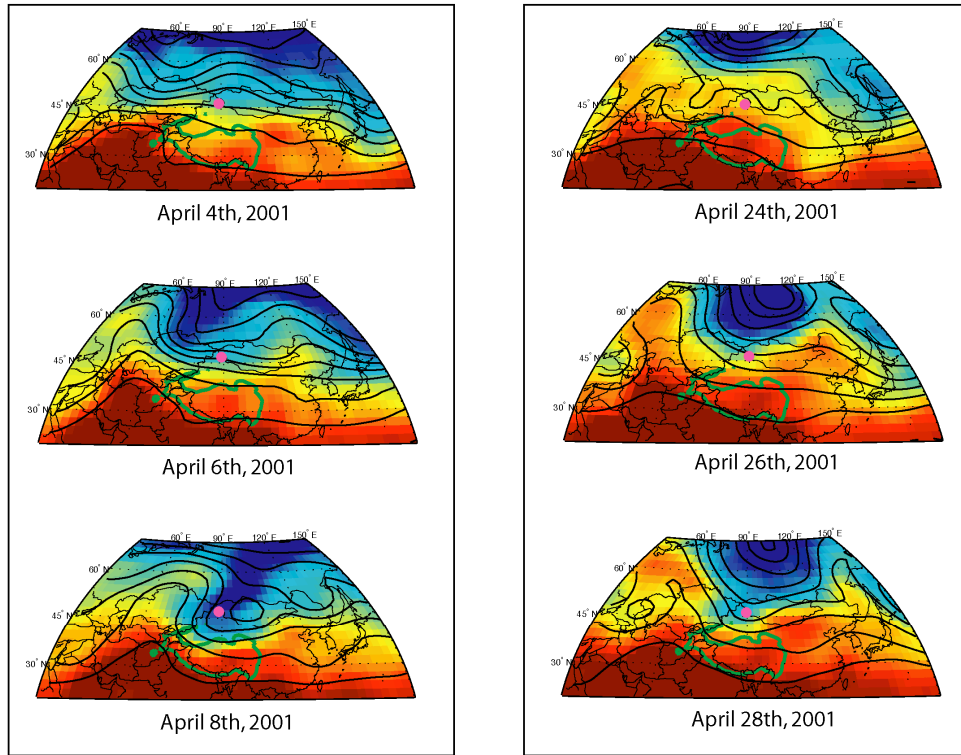 60° E 90° E 120° E 150° E
60° N
45° N
30° N
April 4th, 2001
60° E 90° E 120° E 150° E
60° N
45° N
30° N
April 6th, 2001
60° E 90° E 120° E 150° E
60° N
45° N
30° N
April 8th, 2001
60° E 90° E 120° E 150° E
60° N
45° N
30° N
April 24th, 2001
60° E 90° E 120° E 150° E
60° N
45° N
30° N
April 26th, 2001
60° E 90° E 120° E 150° E
60° N
45° N
30° N
April 28th, 2001